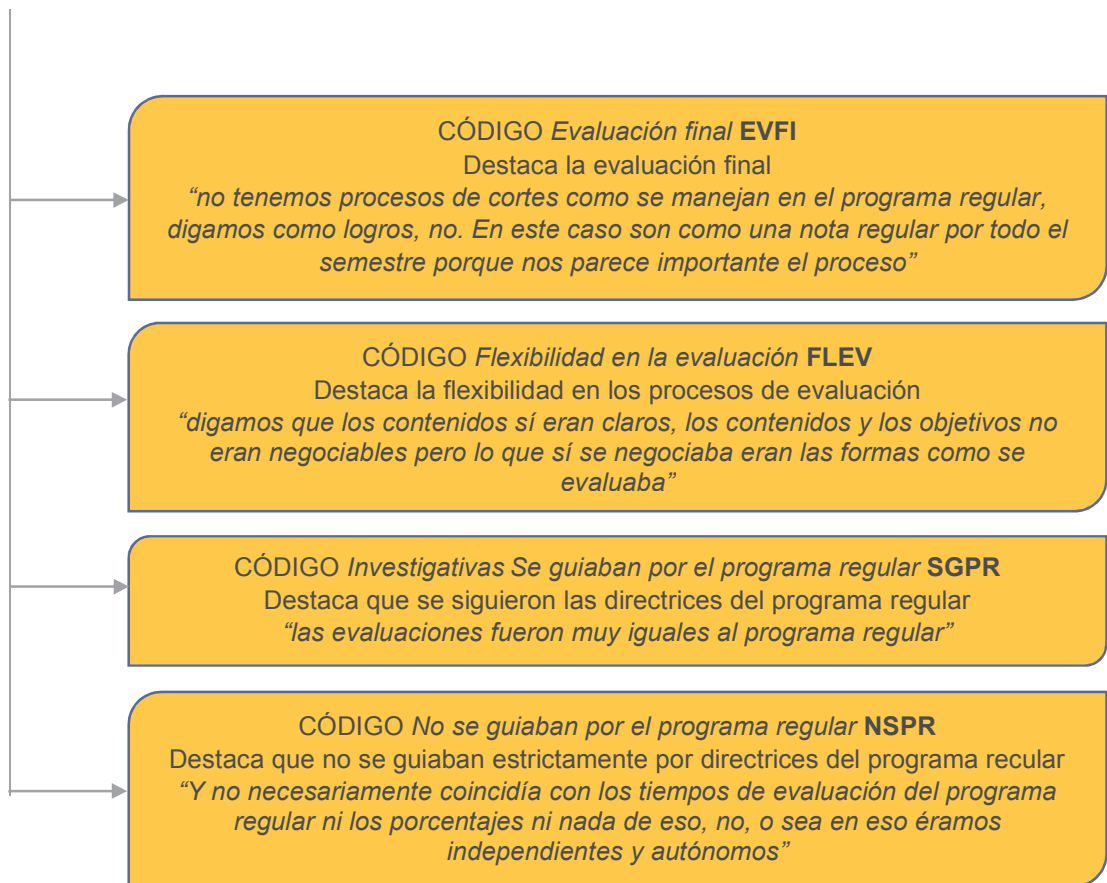 CÓDIGO Evaluación final EVFI
Destaca la evaluación final
“no tenemos procesos de cortes como se manejan en el programa regular,
digamos como logros, no. En este caso son como una nota regular por todo el
semestre porque nos parece importante el proceso”
CÓDIGO Flexibilidad en la evaluación FLEV
Destaca la flexibilidad en los procesos de evaluación
“digamos que los contenidos sí eran claros, los contenidos y los objetivos no
eran negociables pero lo que sí se negociaba eran las formas como se
evaluaba”
CÓDIGO Investigativas Se guiaban por el programa regular SGPR
Destaca que se siguieron las directrices del programa regular
“las evaluaciones fueron muy iguales al programa regular”
CÓDIGO No se guiaban por el programa regular NSPR
Destaca que no se guiaban estrictamente por directrices del programa recular
“Y no necesariamente coincidía con los tiempos de evaluación del programa
regular ni los porcentajes ni nada de eso, no, o sea en eso éramos
independientes y autónomos”